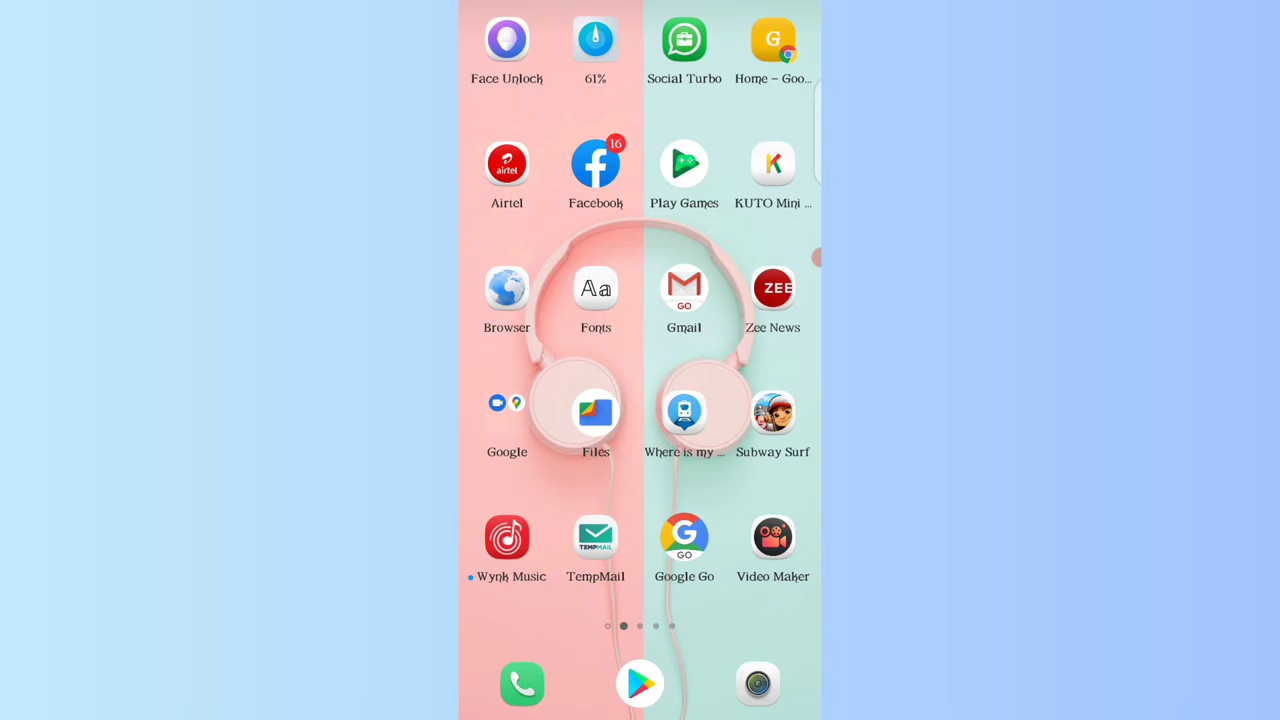 Face Unlock
61%
Social Turbo
G
Home – Goo...
airtel
Airtel
16
Facebook
Play Games
K
KUTO Mini ...
Browser
Aa
Fonts
GO
Gmail
ZEE
Zee News
Google
Files
Where is my ...
Subway Surf
Wynk Music
TEMPMAIL
TempMail
G
GO
Google Go
Video Maker